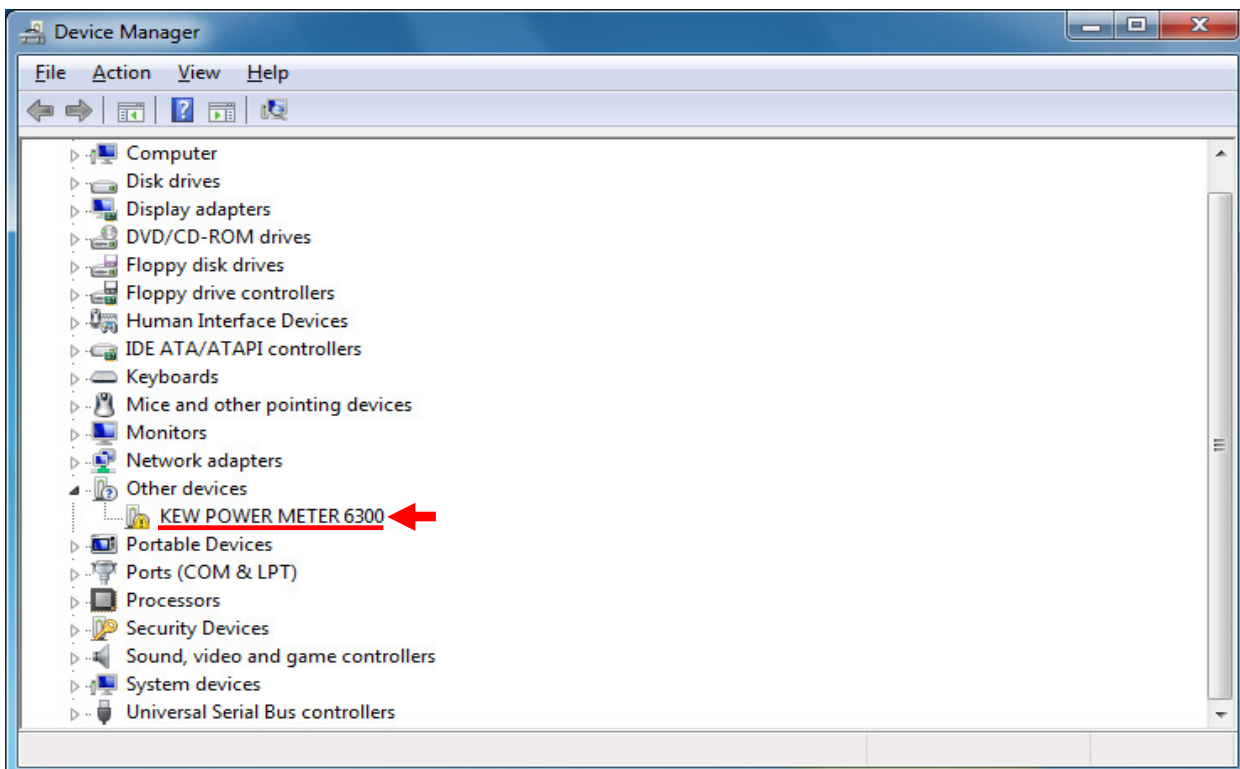 Device Manager
File Action View Help
Computer
Disk drives
Display adapters
DVD/CD-ROM drives
Floppy disk drives
Floppy drive controllers
Human Interface Devices
IDE ATA/ATAPI controllers
Keyboards
Mice and other pointing devices
Monitors
Network adapters
Other devices
KEW POWER METER 6300
Portable Devices
Ports (COM & LPT)
Processors
Security Devices
Sound, video and game controllers
System devices
Universal Serial Bus controllers